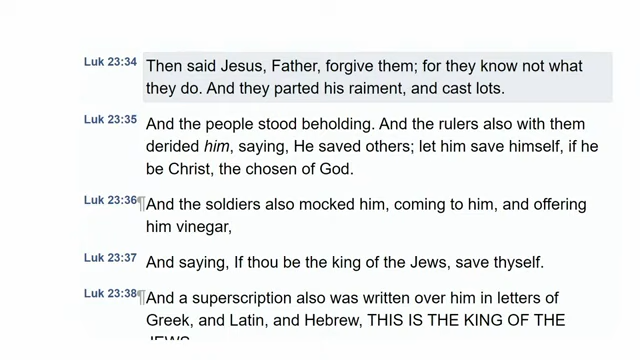 Luk 23:34 Then said Jesus, Father, forgive them; for they know not what
they do. And they parted his raiment, and cast lots.
Luk 23:35 And the people stood beholding. And the rulers also with them
derided him, saying, He saved others; let him save himself, if he
be Christ, the chosen of God.
Luk 23:36 ¶And the soldiers also mocked him, coming to him, and offering
him vinegar,
Luk 23:37 And saying, If thou be the king of the Jews, save thyself.
Luk 23:38 ¶And a superscription also was written over him in letters of
Greek, and Latin, and Hebrew, THIS IS THE KING OF THE
JEWS